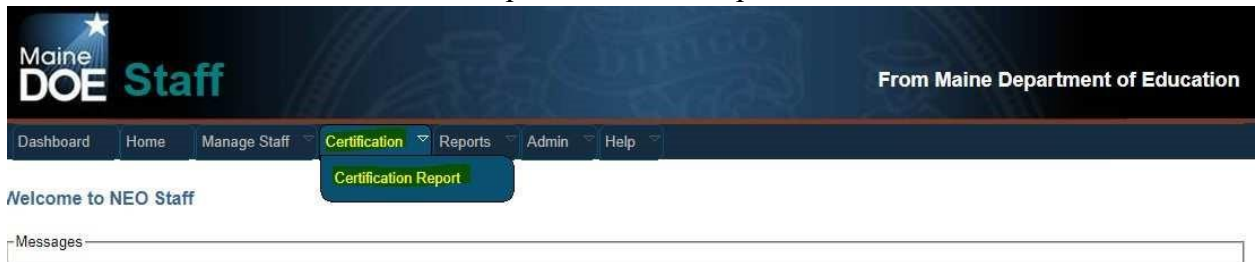 Maine
DOE Staff
From Maine Department of Education
DIRIGO
Dashboard Home Manage Staff Certification Reports Admin Help
Certification Report
Welcome to NEO Staff
Messages